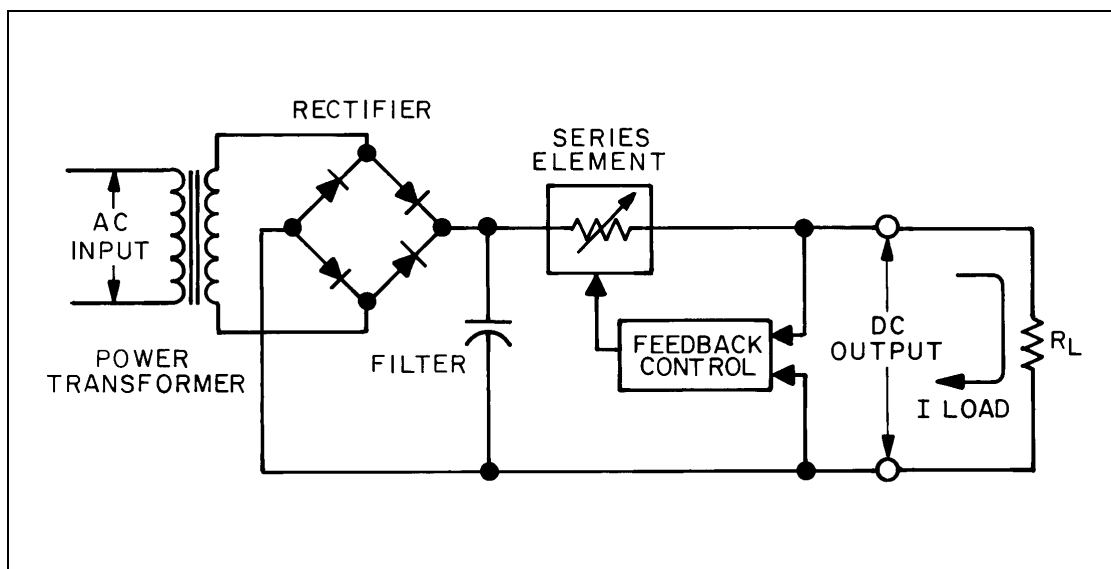 RECTIFIER
SERIES
ELEMENT
AC
INPUT
POWER
TRANSFORMER
FILTER
FEEDBACK
CONTROL
DC
OUTPUT
RL
I LOAD